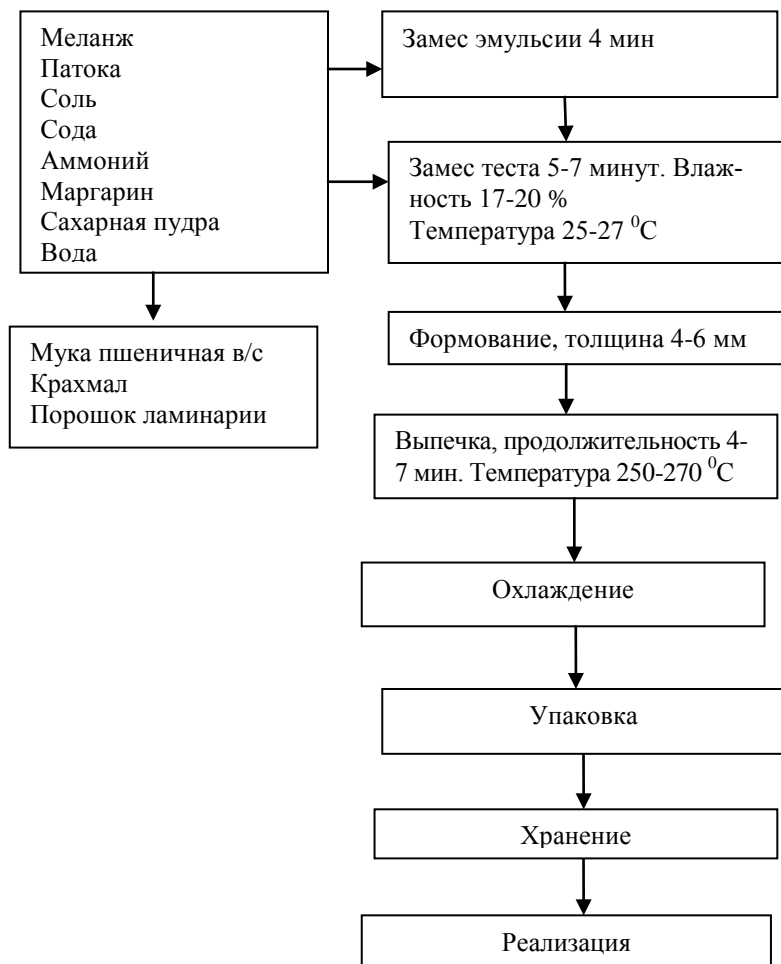 Меланж
Патока
Соль
Сода
Аммоний
Маргарин
Сахарная пудра
Вода
Мука пшеничная в/с
Крахмал
Порошок ламинарии
Замес эмульсии 4 мин
Замес теста 5-7 минут. Влаж-
ность 17-20 %
Температура 25-27 ⁰С
Формование, толщина 4-6 мм
Выпечка, продолжительность 4-
7 мин. Температура 250-270 ⁰С
Охлаждение
Упаковка
Хранение
Реализация